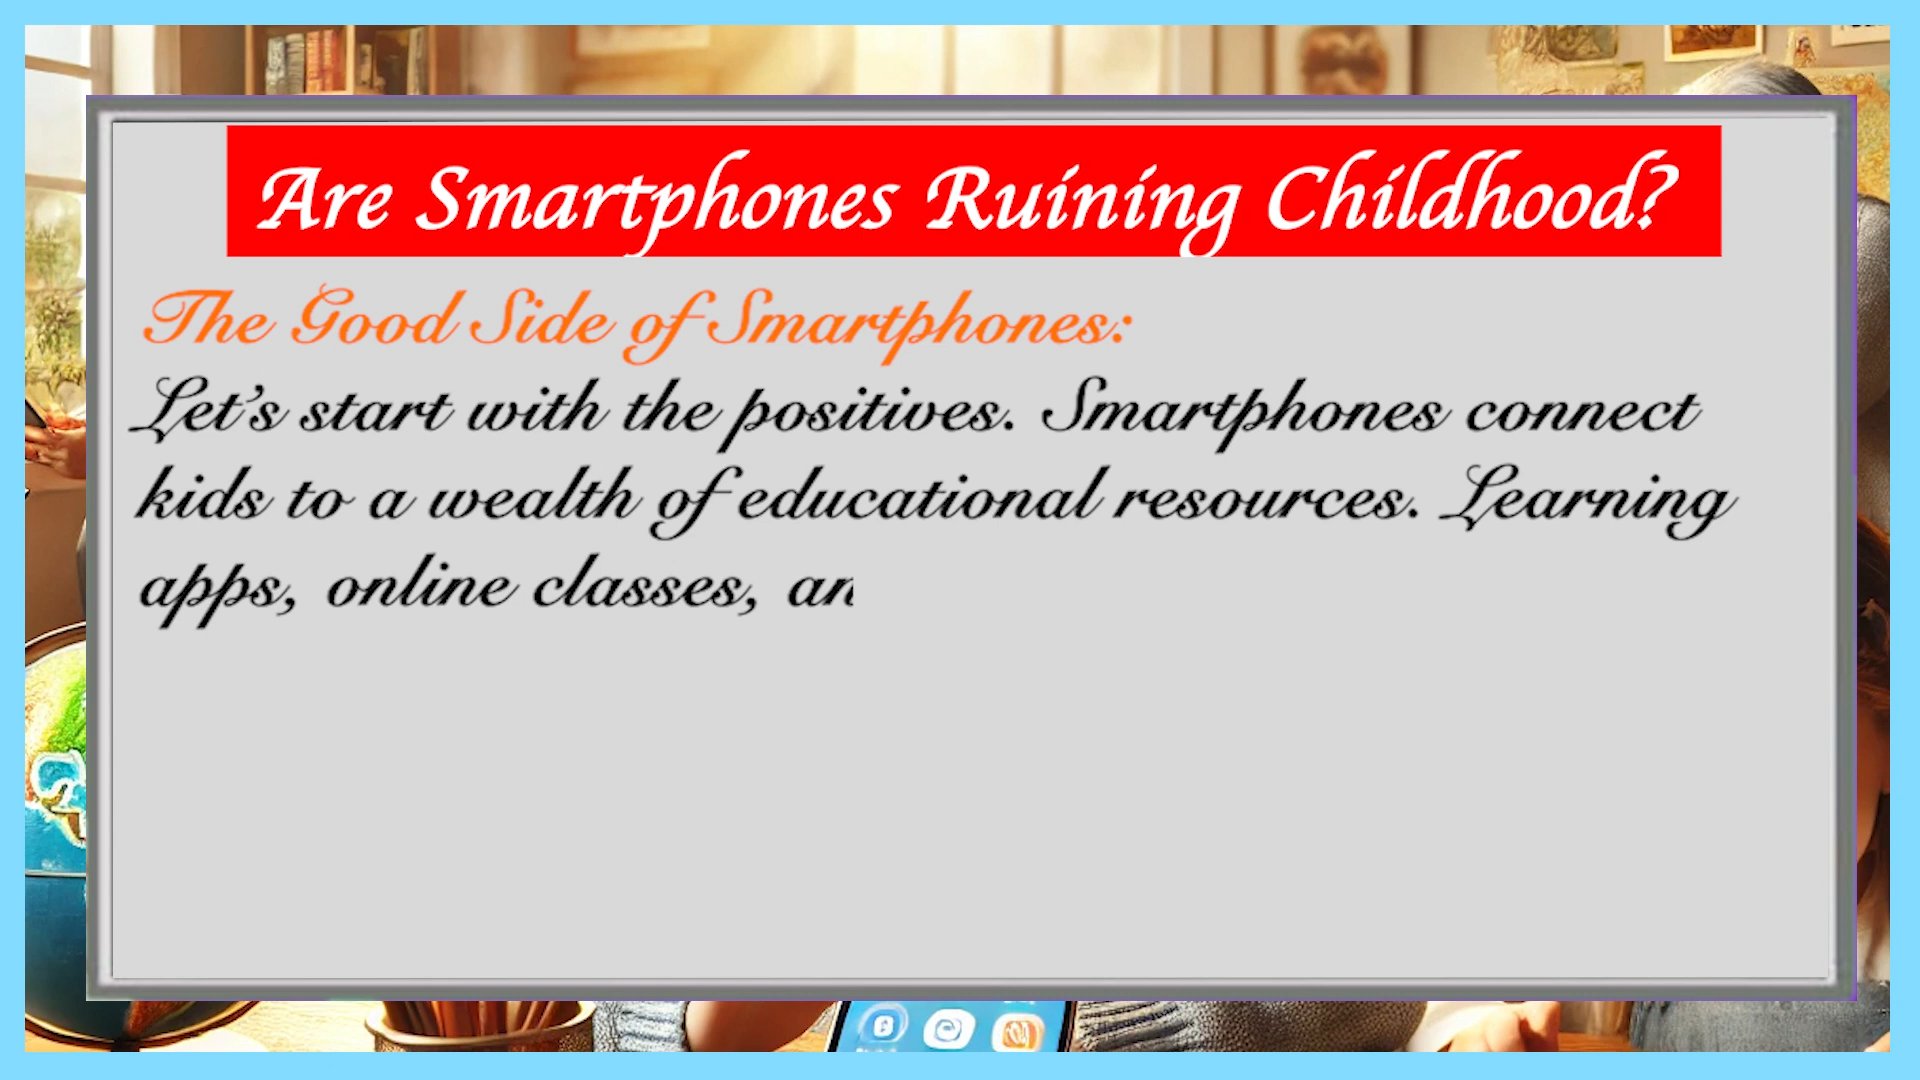 Are Smartphones Ruining Childhood?
The Good Side of Smartphones:
Let's start with the positives. Smartphones connect
kids to a wealth of educational resources. Learning
apps, online classes, an